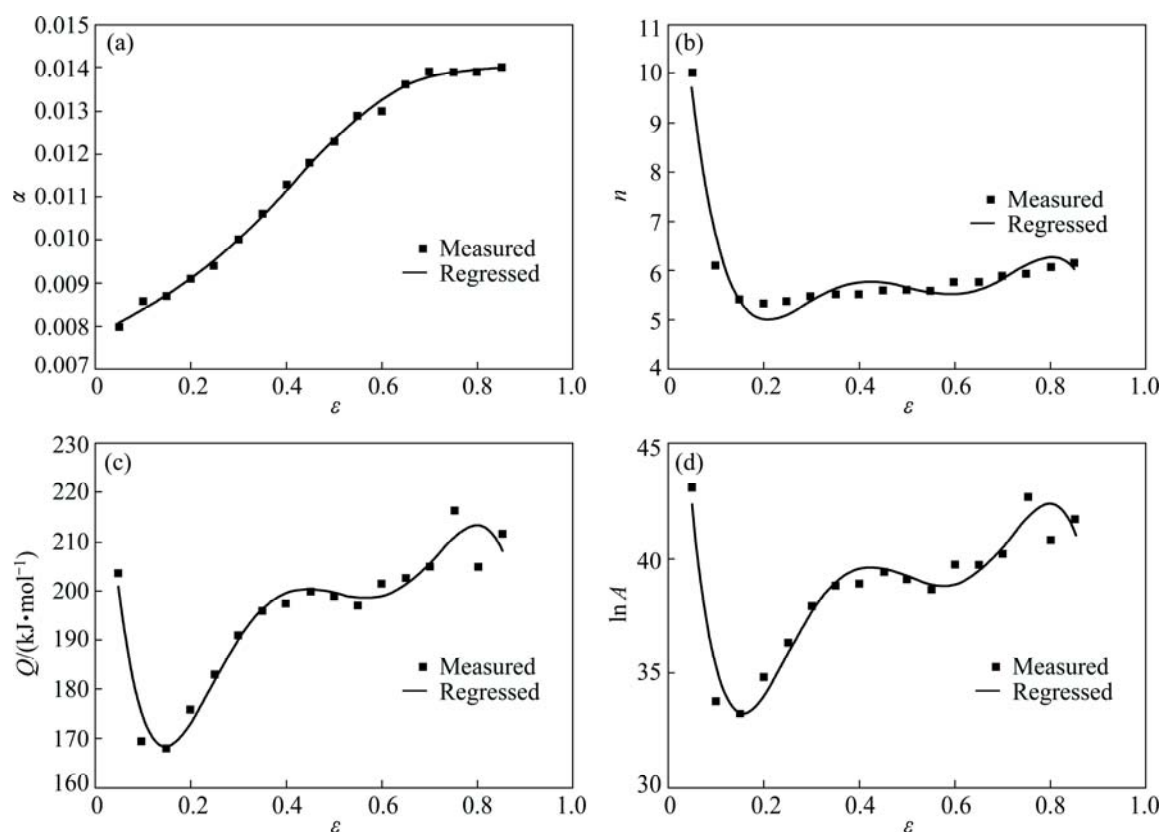 (a)
0.015
0.014
0.013
0.012
0.011
0.010
0.009
0.008
0.007
α
Measured
Regressed
0 0.2 0.4 0.6 0.8 1.0
ε
(b)
11
10
9
8
7
6
5
4
n
Measured
Regressed
0 0.2 0.4 0.6 0.8 1.0
ε
(c)
230
220
210
200
190
180
170
160
Q/(kJ•mol⁻¹)
Measured
Regressed
0 0.2 0.4 0.6 0.8 1.0
ε
(d)
45
40
35
30
ln A
Measured
Regressed
0 0.2 0.4 0.6 0.8 1.0
ε